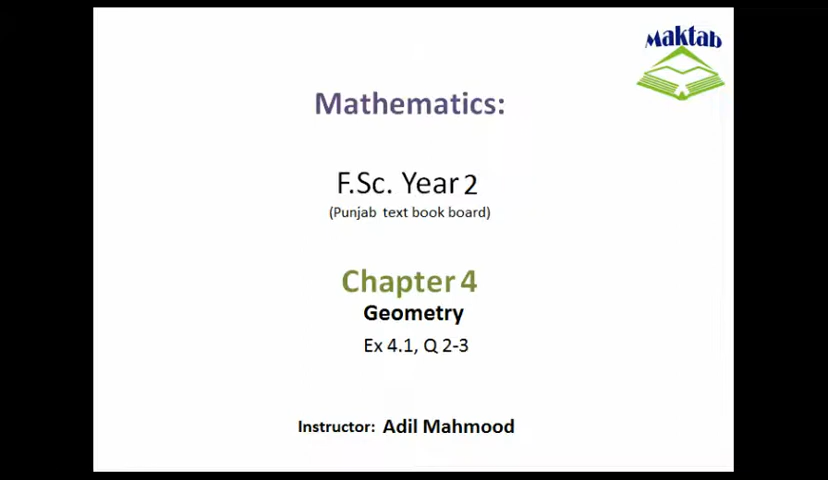 Maktab
Mathematics:
F.Sc. Year 2
(Punjab text book board)
Chapter 4
Geometry
Ex 4.1, Q 2-3
Instructor: Adil Mahmood